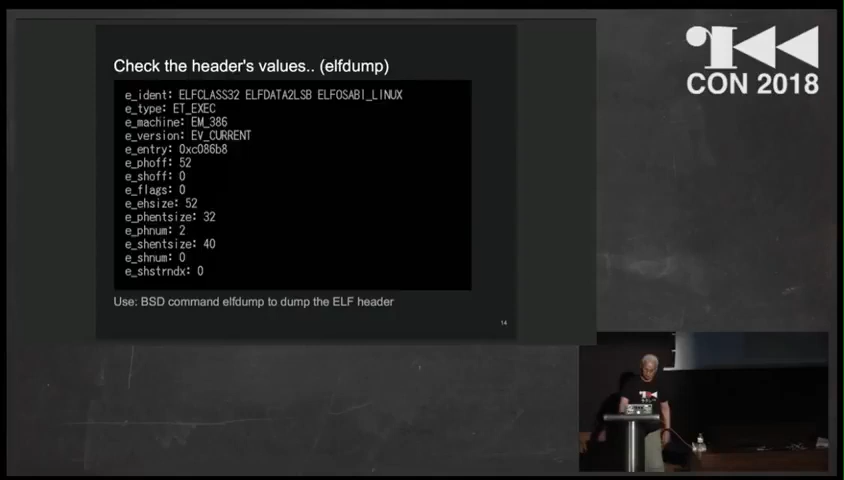 Check the header's values.. (elfdump)
e_ident: ELFCLASS32 ELFDATA2LSB ELFOSABI_LINUX
e_type: ET_EXEC
e_machine: EM_386
e_version: EV_CURRENT
e_entry: 0xc086b8
e_phoff: 52
e_shoff: 0
e_flags: 0
e_ehsize: 52
e_phentsize: 32
e_phnum: 2
e_shentsize: 40
e_shnum: 0
e_shstrndx: 0
Use: BSD command elfdump to dump the ELF header
14
CON 2018